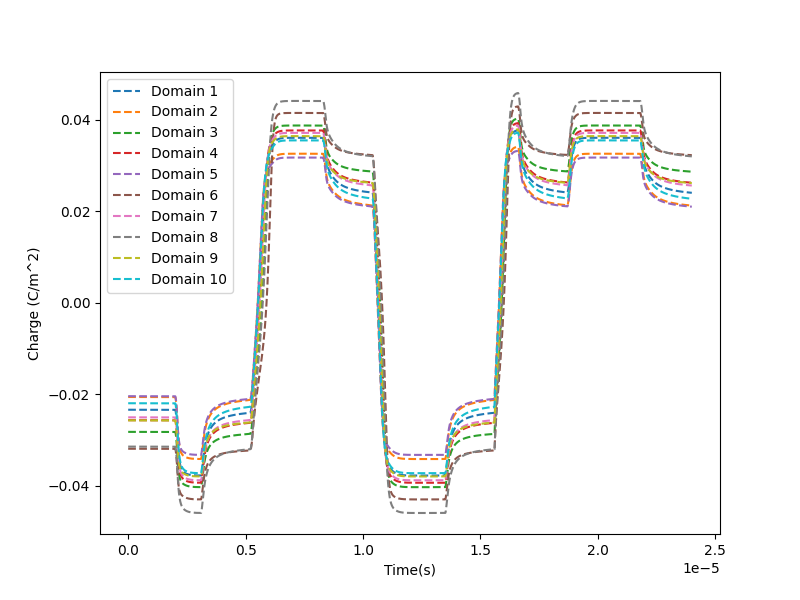 Domain 1
Domain 2
Domain 3
Domain 4
Domain 5
Domain 6
Domain 7
Domain 8
Domain 9
Domain 10
Charge (C/m^2)
0.04
0.02
0.00
−0.02
−0.04
0.0
0.5
1.0
1.5
2.0
2.5
1e−5
Time(s)